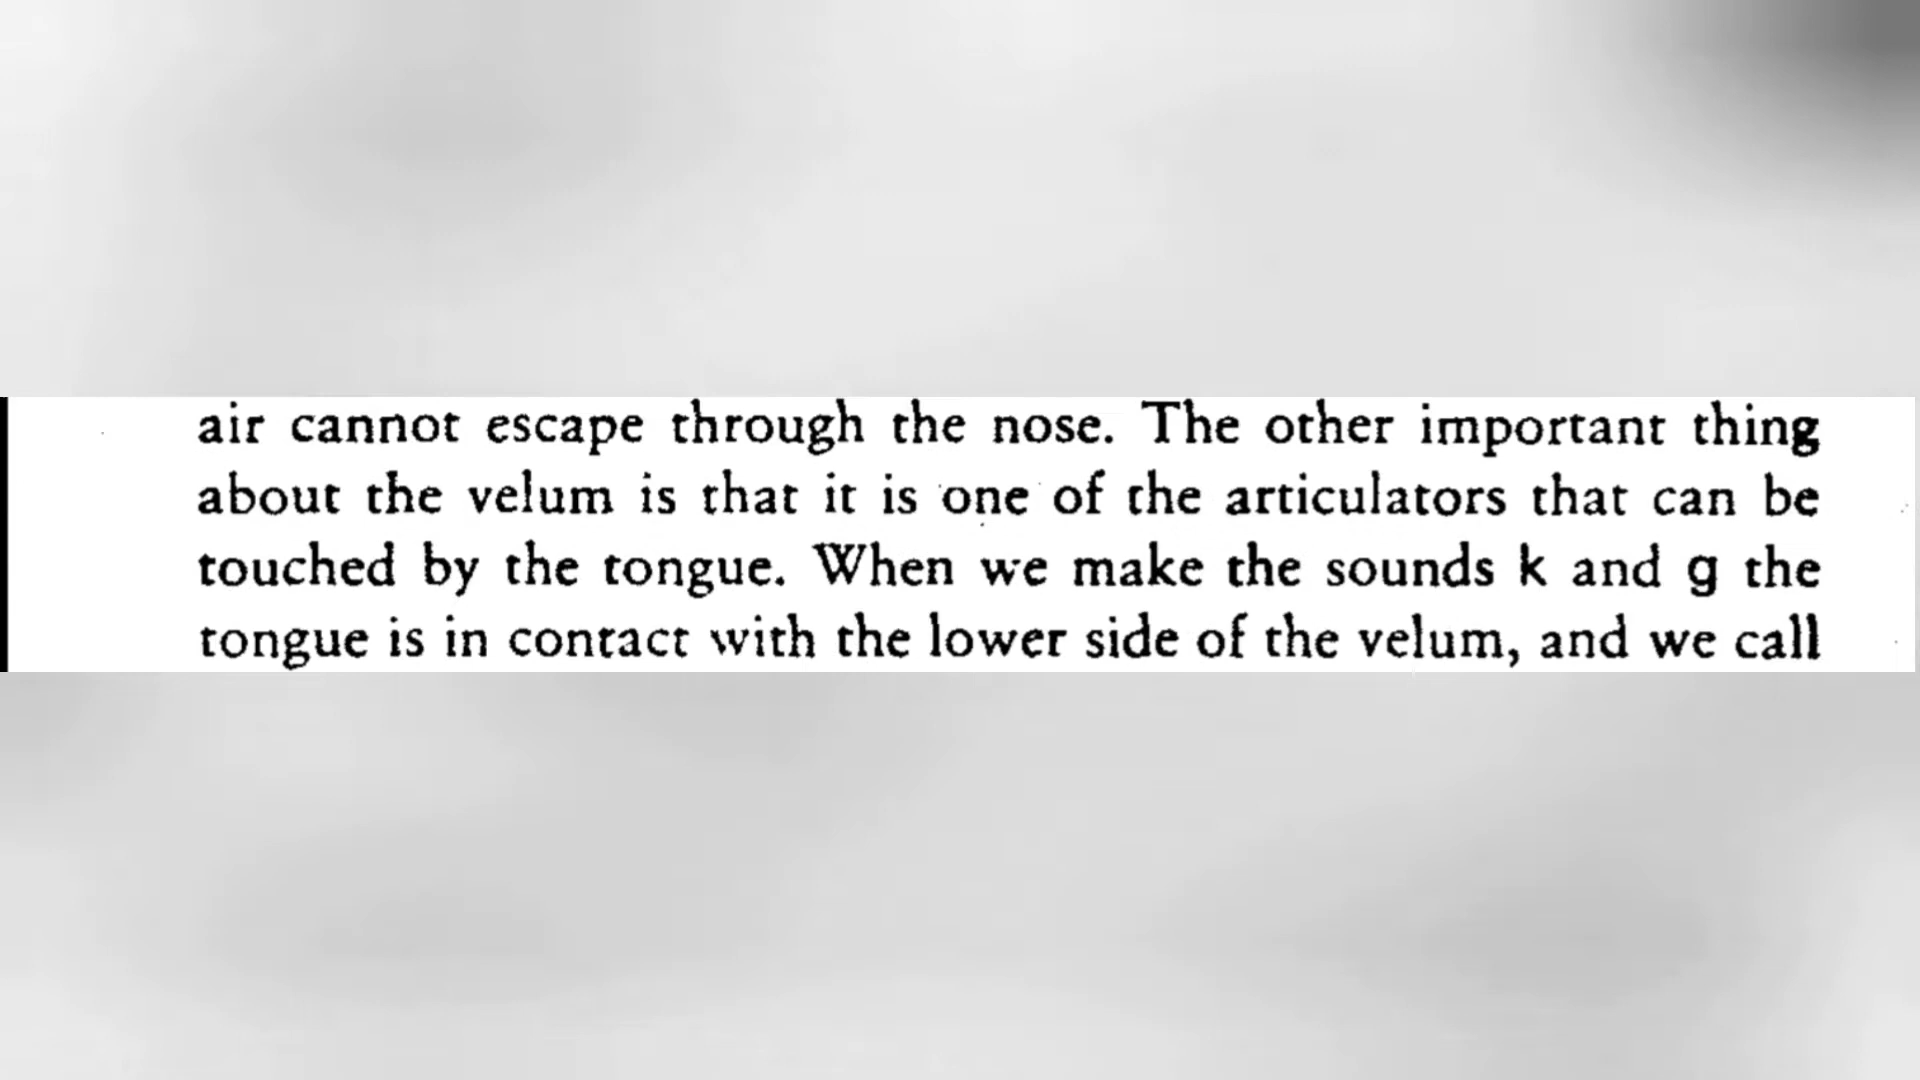 air cannot escape through the nose. The other important thing
about the velum is that it is one of the articulators that can be
touched by the tongue. When we make the sounds k and g the
tongue is in contact with the lower side of the velum, and we call